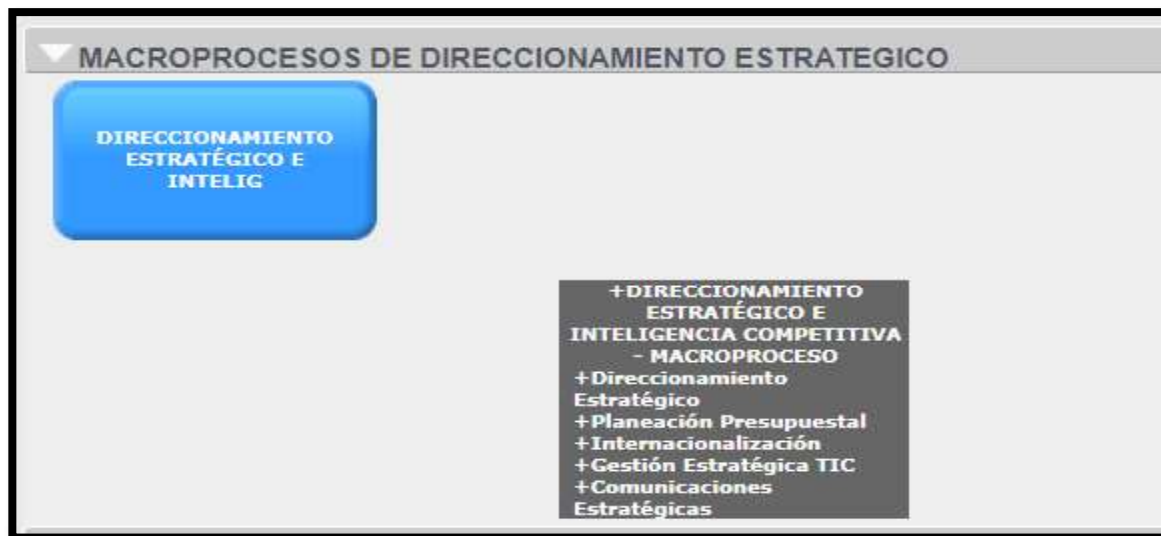 MACROPROCESOS DE DIRECCIONAMIENTO ESTRATEGICO
DIRECCIONAMIENTO
ESTRATÉGICO E
INTELIG
+DIRECCIONAMIENTO
ESTRATÉGICO E
INTELIGENCIA COMPETITIVA
- MACROPROCESO
+Direccionamiento
Estratégico
+Planeación Presupuestal
+Internacionalización
+Gestión Estratégica TIC
+Comunicaciones
Estratégicas